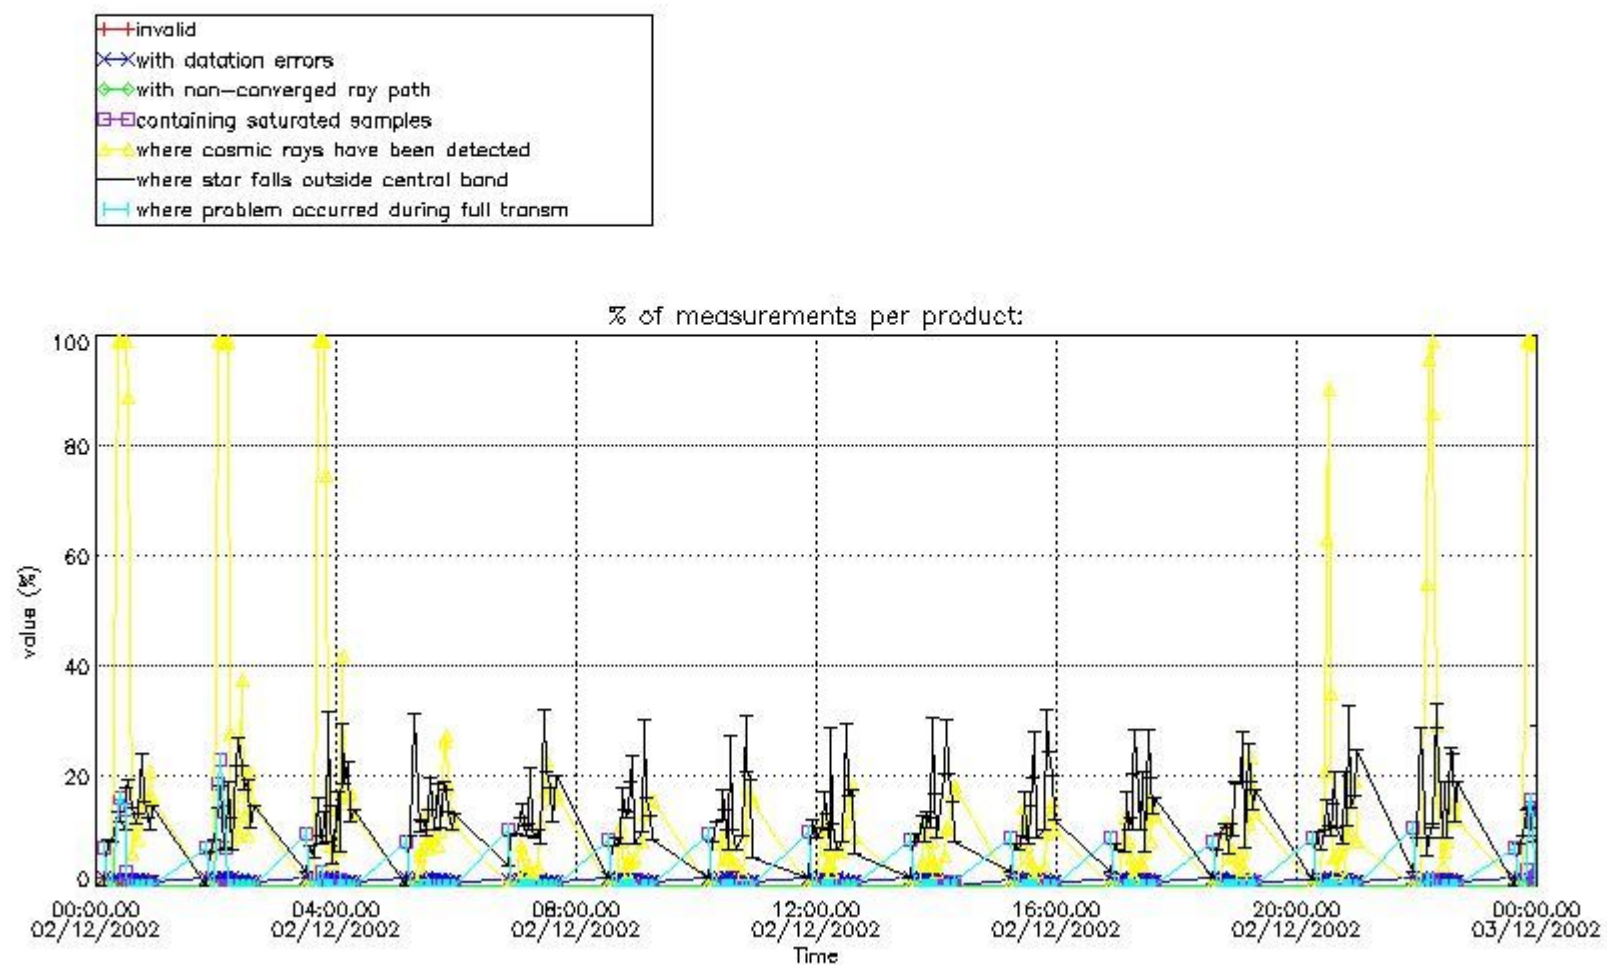 invalid
with datation errors
with non-converged ray path
containing saturated samples
where cosmic rays have been detected
where star falls outside central band
where problem occurred during full transm
% of measurements per product:
100
80
60
40
20
0
value (%)
00:00.00 04:00.00 08:00.00 12:00.00 16:00.00 20:00.00 00:00.00
02/12/2002 02/12/2002 02/12/2002 02/12/2002 02/12/2002 02/12/2002 03/12/2002
Time